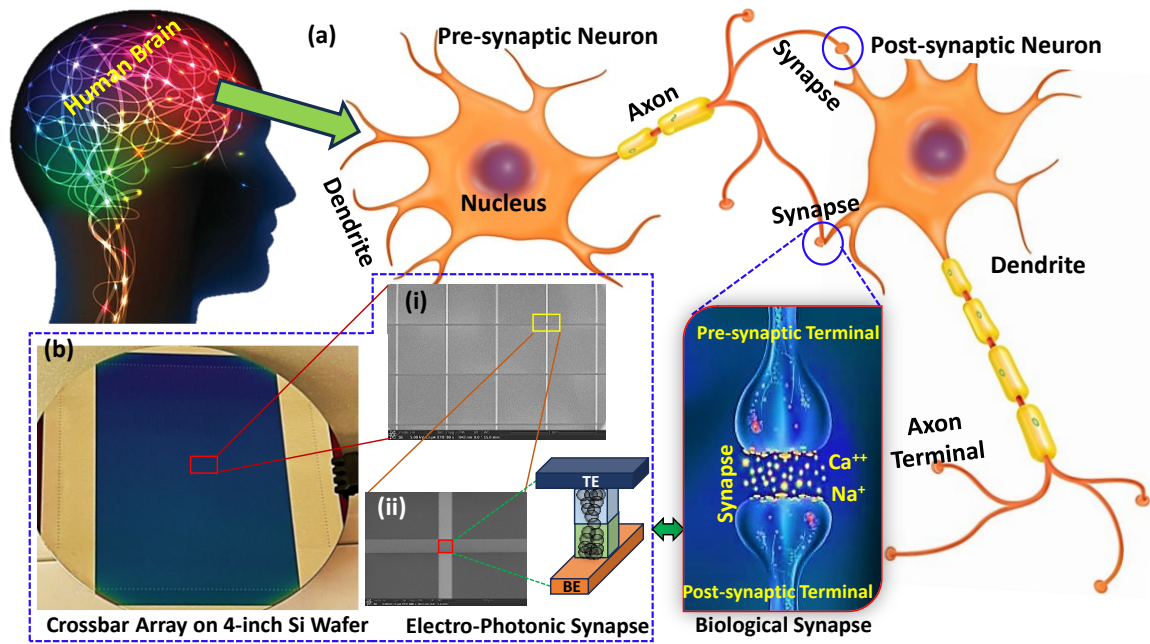 (a)
Human Brain
Pre-synaptic Neuron
Post-synaptic Neuron
Axon
Synapse
Dendrite
Nucleus
Synapse
Dendrite
(b)
(i)
(ii)
TE
BE
Pre-synaptic Terminal
Synapse
Ca++
Na+
Post-synaptic Terminal
Axon
Terminal
Crossbar Array on 4-inch Si Wafer
Electro-Photonic Synapse
Biological Synapse